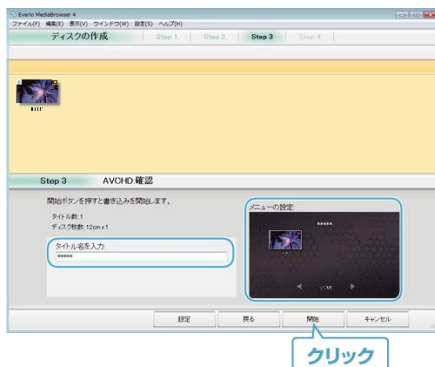 Everio MediaBrowser 4
ファイル(F) 編集(E) 表示(V) ウインドウ(W) 設定(S) ヘルプ(H)
ディスクの作成 Step 1 Step 2 Step 3 Step 4
Step 3 AVCHD:確認
開始ボタンを押すと書き込みを開始します。
タイトル数:1
ディスク枚数:12cm×1
タイトル名を入力:
*****
メニューの設定
*****
設定 戻る 開始 キャンセル
クリック